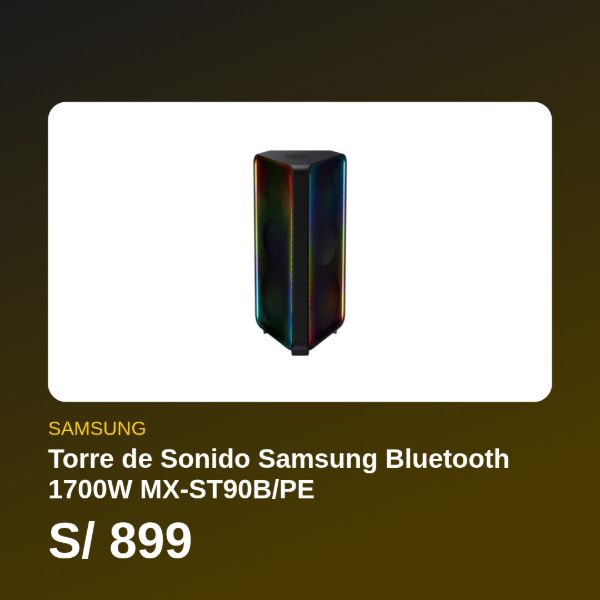 SAMSUNG
Torre de Sonido Samsung Bluetooth
1700W MX-ST90B/PE
S/ 899